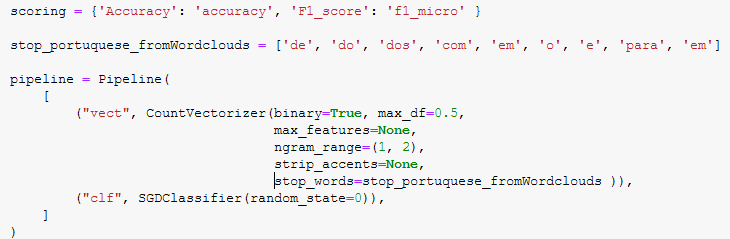 scoring = {'Accuracy': 'accuracy', 'F1_score': 'f1_micro' }
stop_portuquese_fromWordclouds = ['de', 'do', 'dos', 'com', 'em', 'o', 'e', 'para', 'em']
pipeline = Pipeline(
[
("vect", CountVectorizer(binary=True, max_df=0.5,
max_features=None,
ngram_range=(1, 2),
strip_accents=None,
stop_words=stop_portuquese_fromWordclouds )),
("clf", SGDClassifier(random_state=0)),
]
)